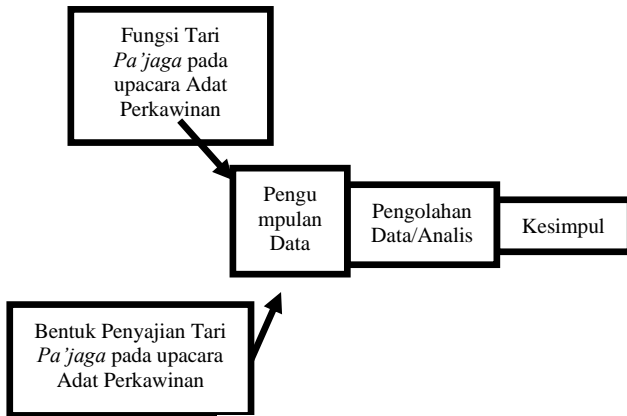 Fungsi Tari
Pa’jaga pada
upacara Adat
Perkawinan
Pengu
mpulan
Data
Pengolahan
Data/Analis
Kesimpul
Bentuk Penyajian Tari
Pa’jaga pada upacara
Adat Perkawinan